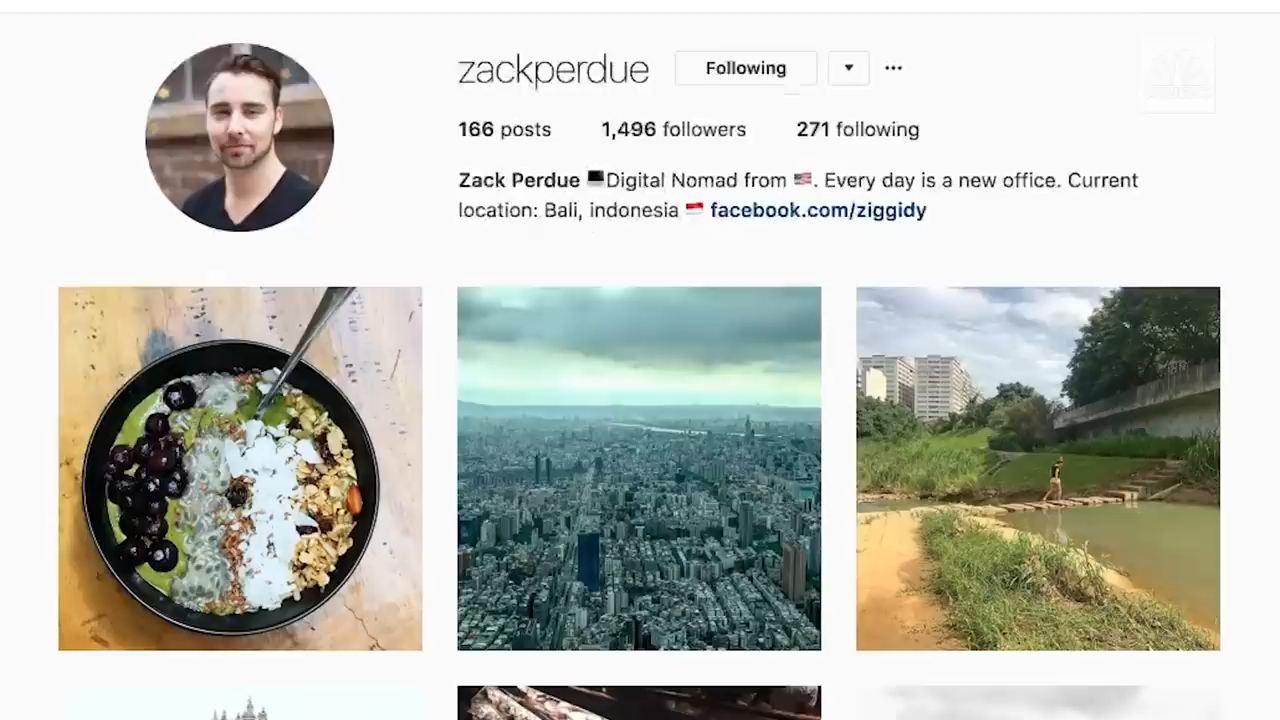 zackperdue Following ▼ •••
166 posts 1,496 followers 271 following
Zack Perdue Digital Nomad from 🇺🇸. Every day is a new office. Current
location: Bali, indonesia 🇮🇩 facebook.com/ziggidy